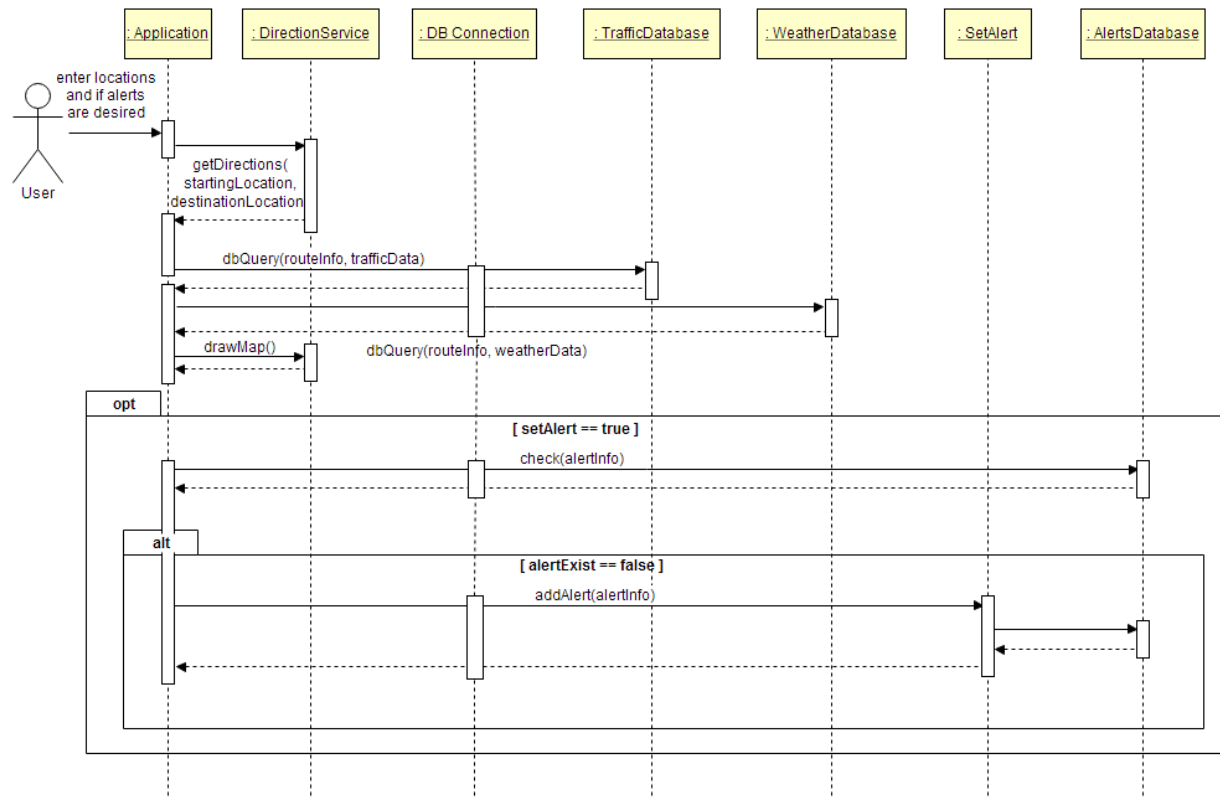 : Application
: DirectionService
: DB Connection
: TrafficDatabase
: WeatherDatabase
: SetAlert
: AlertsDatabase
enter locations
and if alerts
are desired
User
getDirections(
startingLocation,
destinationLocation
dbQuery(routeInfo, trafficData)
drawMap()
dbQuery(routeInfo, weatherData)
opt
[ setAlert == true ]
check(alertInfo)
alt
[ alertExist == false ]
addAlert(alertInfo)